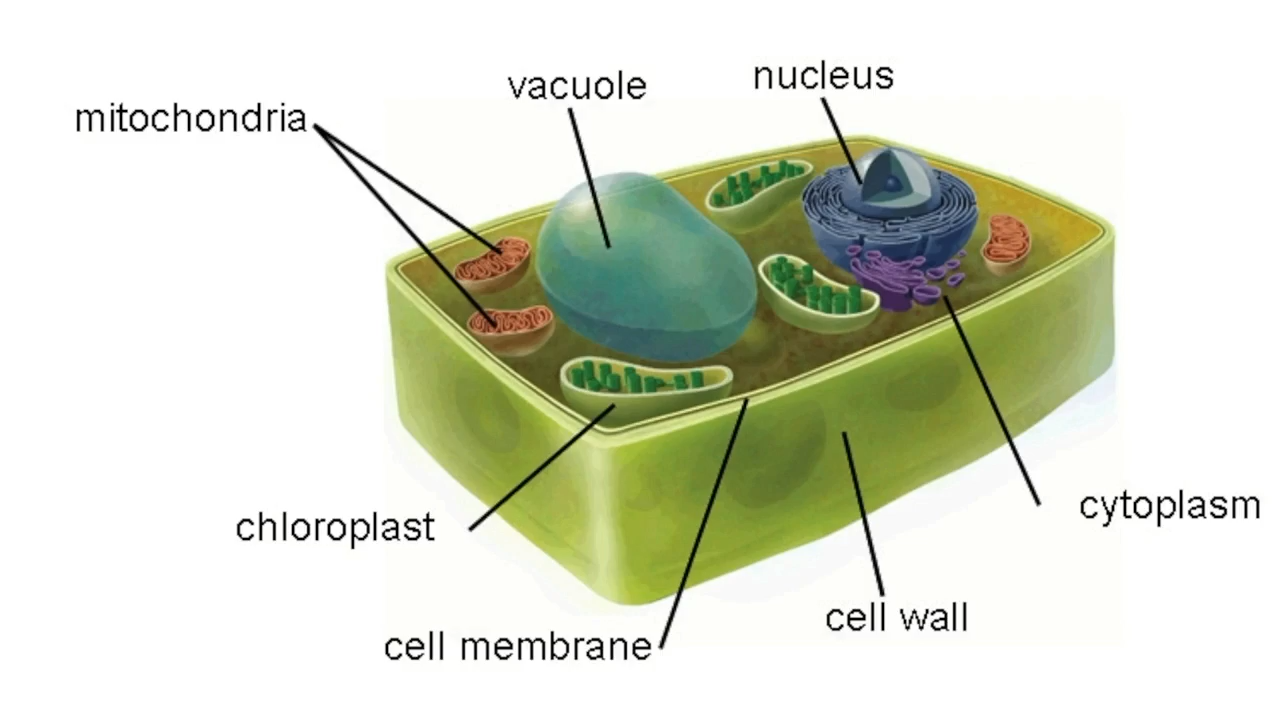 nucleus
vacuole
mitochondria
cytoplasm
chloroplast
cell wall
cell membrane